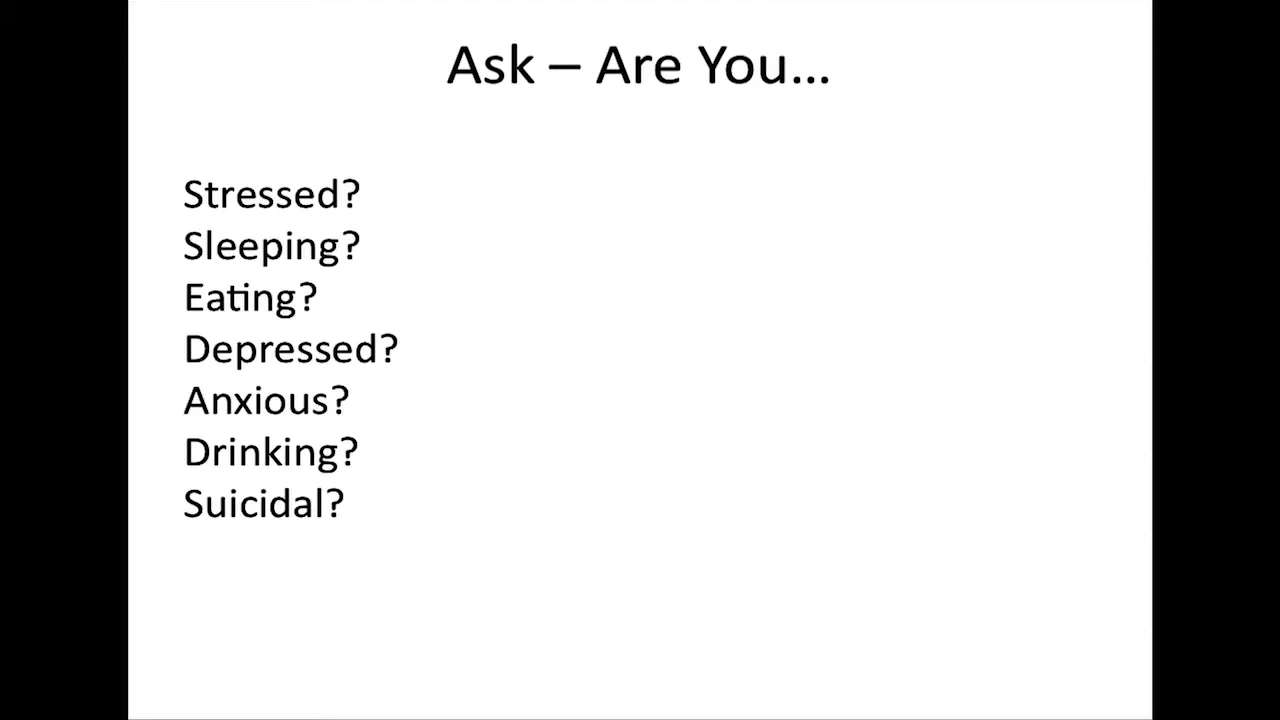 Ask – Are You…
Stressed?
Sleeping?
Eating?
Depressed?
Anxious?
Drinking?
Suicidal?